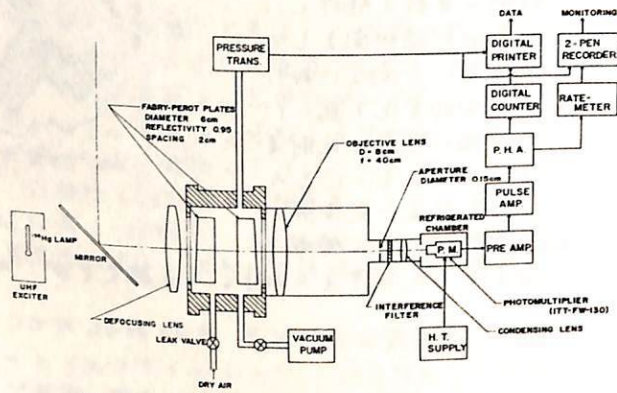 DATA
MONITORING
PRESSURE
TRANS.
DIGITAL
PRINTER
2-PEN
RECORDER
DIGITAL
COUNTER
RATE-
METER
FABRY-PEROT PLATES
DIAMETER 6cm
REFLECTIVITY 0.95
SPACING 2cm
OBJECTIVE LENS
D = 8cm
f = 40cm
APERTURE
DIAMETER 0.15cm
P.H.A.
PULSE
AMP.
REFRIGERATED
CHAMBER
P.M.
PRE AMP.
Hg LAMP
MIRROR
UHF
EXCITER
DEFOCUSING LENS
LEAK VALVE
DRY AIR
VACUUM
PUMP
INTERFERENCE
FILTER
H.T.
SUPPLY
PHOTOMULTIPLIER
(ITT-FW-130)
CONDENSING LENS